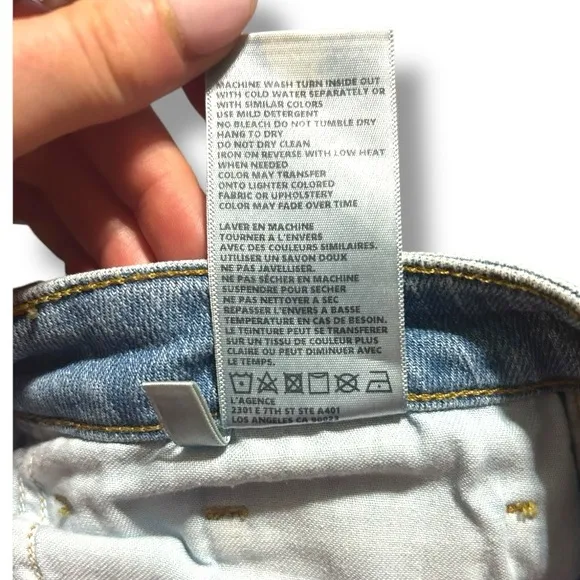 MACHINE WASH TURN INSIDE OUT
WITH COLD WATER SEPARATELY OR
WITH SIMILAR COLORS
USE MILD DETERGENT
NO BLEACH DO NOT TUMBLE DRY
HANG TO DRY
DO NOT DRY CLEAN
IRON ON REVERSE WITH LOW HEAT
WHEN NEEDED
COLOR MAY TRANSFER
ONTO LIGHTER COLORED
FABRIC OR UPHOLSTERY
COLOR MAY FADE OVER TIME
LAVER EN MACHINE
TOURNER A L'ENVERS
AVEC DES COULEURS SIMILAIRES.
UTILISER UN SAVON DOUX
NE PAS JAVELLISER.
NE PAS SÉCHER EN MACHINE
SUSPENDRE POUR SÉCHER
NE PAS NETTOYER A SEC
REPASSER L'ENVERS A BASSE
TEMPERATURE EN CAS DE BESOIN.
LE TEINTURE PEUT SE TRANSFERER
SUR UN TISSU DE COULEUR PLUS
CLAIRE OU PEUT DIMINUER AVEC
LE TEMPS.
L'AGENCE
2301 E 7TH ST STE A401
LOS ANGELES CA 90023